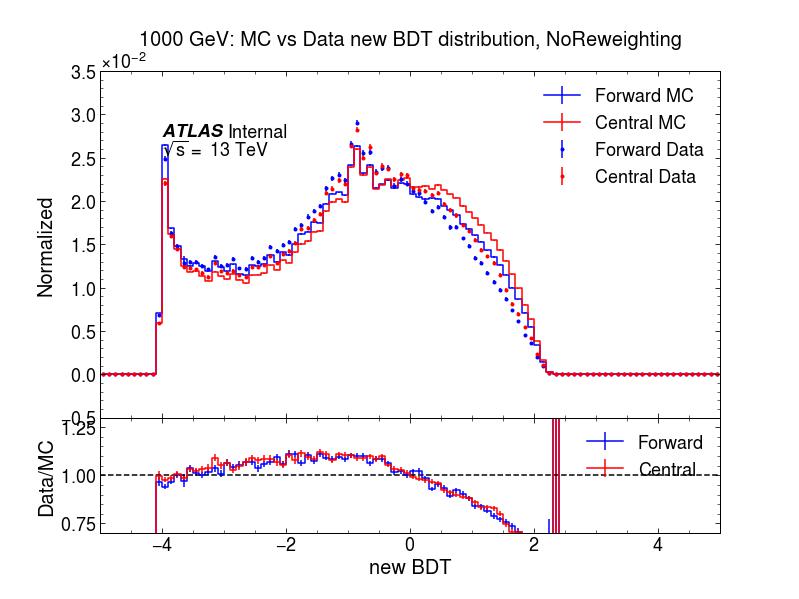 1000 GeV: MC vs Data new BDT distribution, NoReweighting
×10⁻²
3.5
3.0
2.5
2.0
1.5
1.0
0.5
0.0
−0.5
Normalized
ATLAS Internal
√s = 13 TeV
Forward MC
Central MC
Forward Data
Central Data
1.25
1.00
0.75
Data/MC
Forward
Central
−4 −2 0 2 4
new BDT